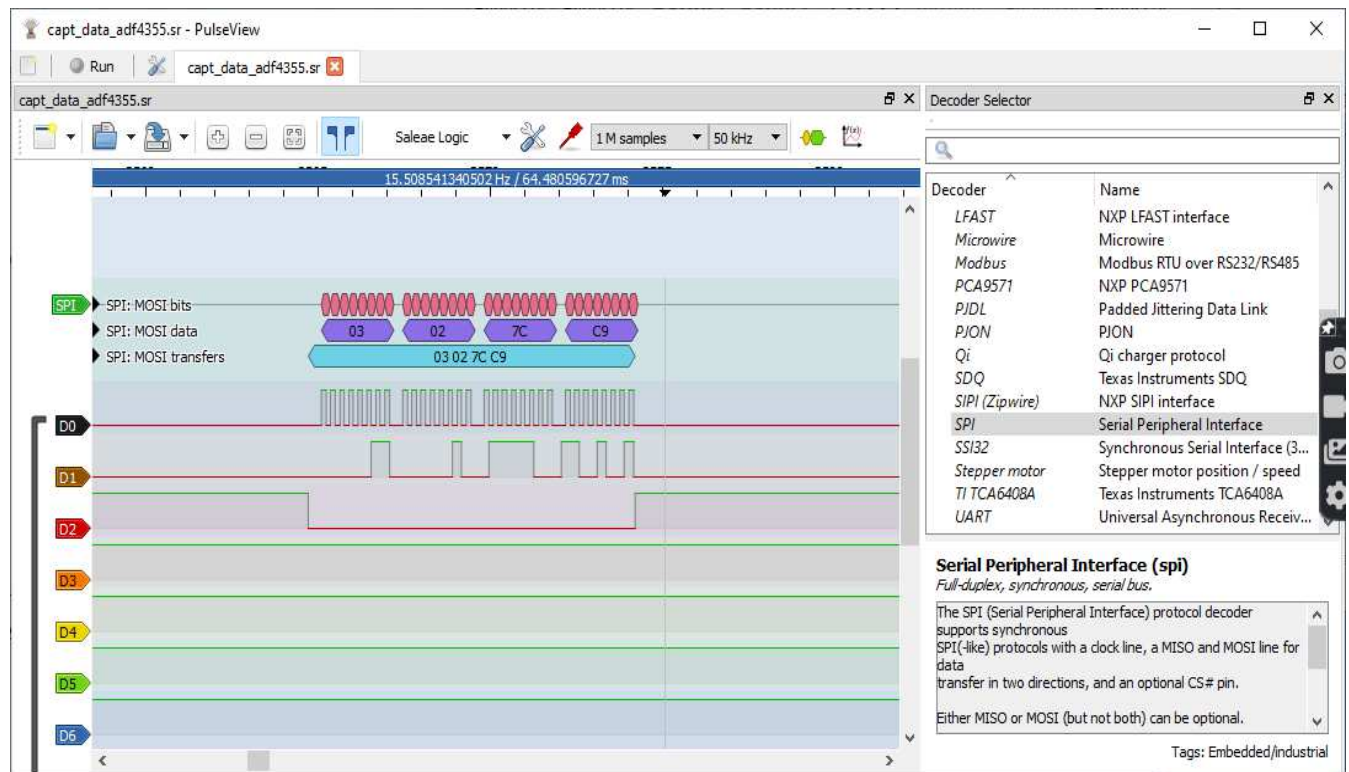 capt_data_adf4355.sr - PulseView
Run
capt_data_adf4355.sr
capt_data_adf4355.sr
Decoder Selector
Saleae Logic
1 M samples
50 kHz
15.508541340502 Hz / 64.480596727 ms
SPI
SPI: MOSI bits
SPI: MOSI data
03
02
7C
C9
SPI: MOSI transfers
03 02 7C C9
D0
D1
D2
D3
D4
D5
D6
Decoder
Name
LFAST
NXP LFAST interface
Microwire
Microwire
Modbus
Modbus RTU over RS232/RS485
PCA9571
NXP PCA9571
PJDL
Padded Jittering Data Link
PJON
PJON
Qi
Qi charger protocol
SDQ
Texas Instruments SDQ
SIPI (Zipwire)
NXP SIPI interface
SPI
Serial Peripheral Interface
SSI32
Synchronous Serial Interface (3...
Stepper motor
Stepper motor position / speed
TI TCA6408A
Texas Instruments TCA6408A
UART
Universal Asynchronous Receiv...
Serial Peripheral Interface (spi)
Full-duplex, synchronous, serial bus.
The SPI (Serial Peripheral Interface) protocol decoder
supports synchronous
SPI(-like) protocols with a clock line, a MISO and MOSI line for
data
transfer in two directions, and an optional CS# pin.
Either MISO or MOSI (but not both) can be optional.
Tags: Embedded/industrial